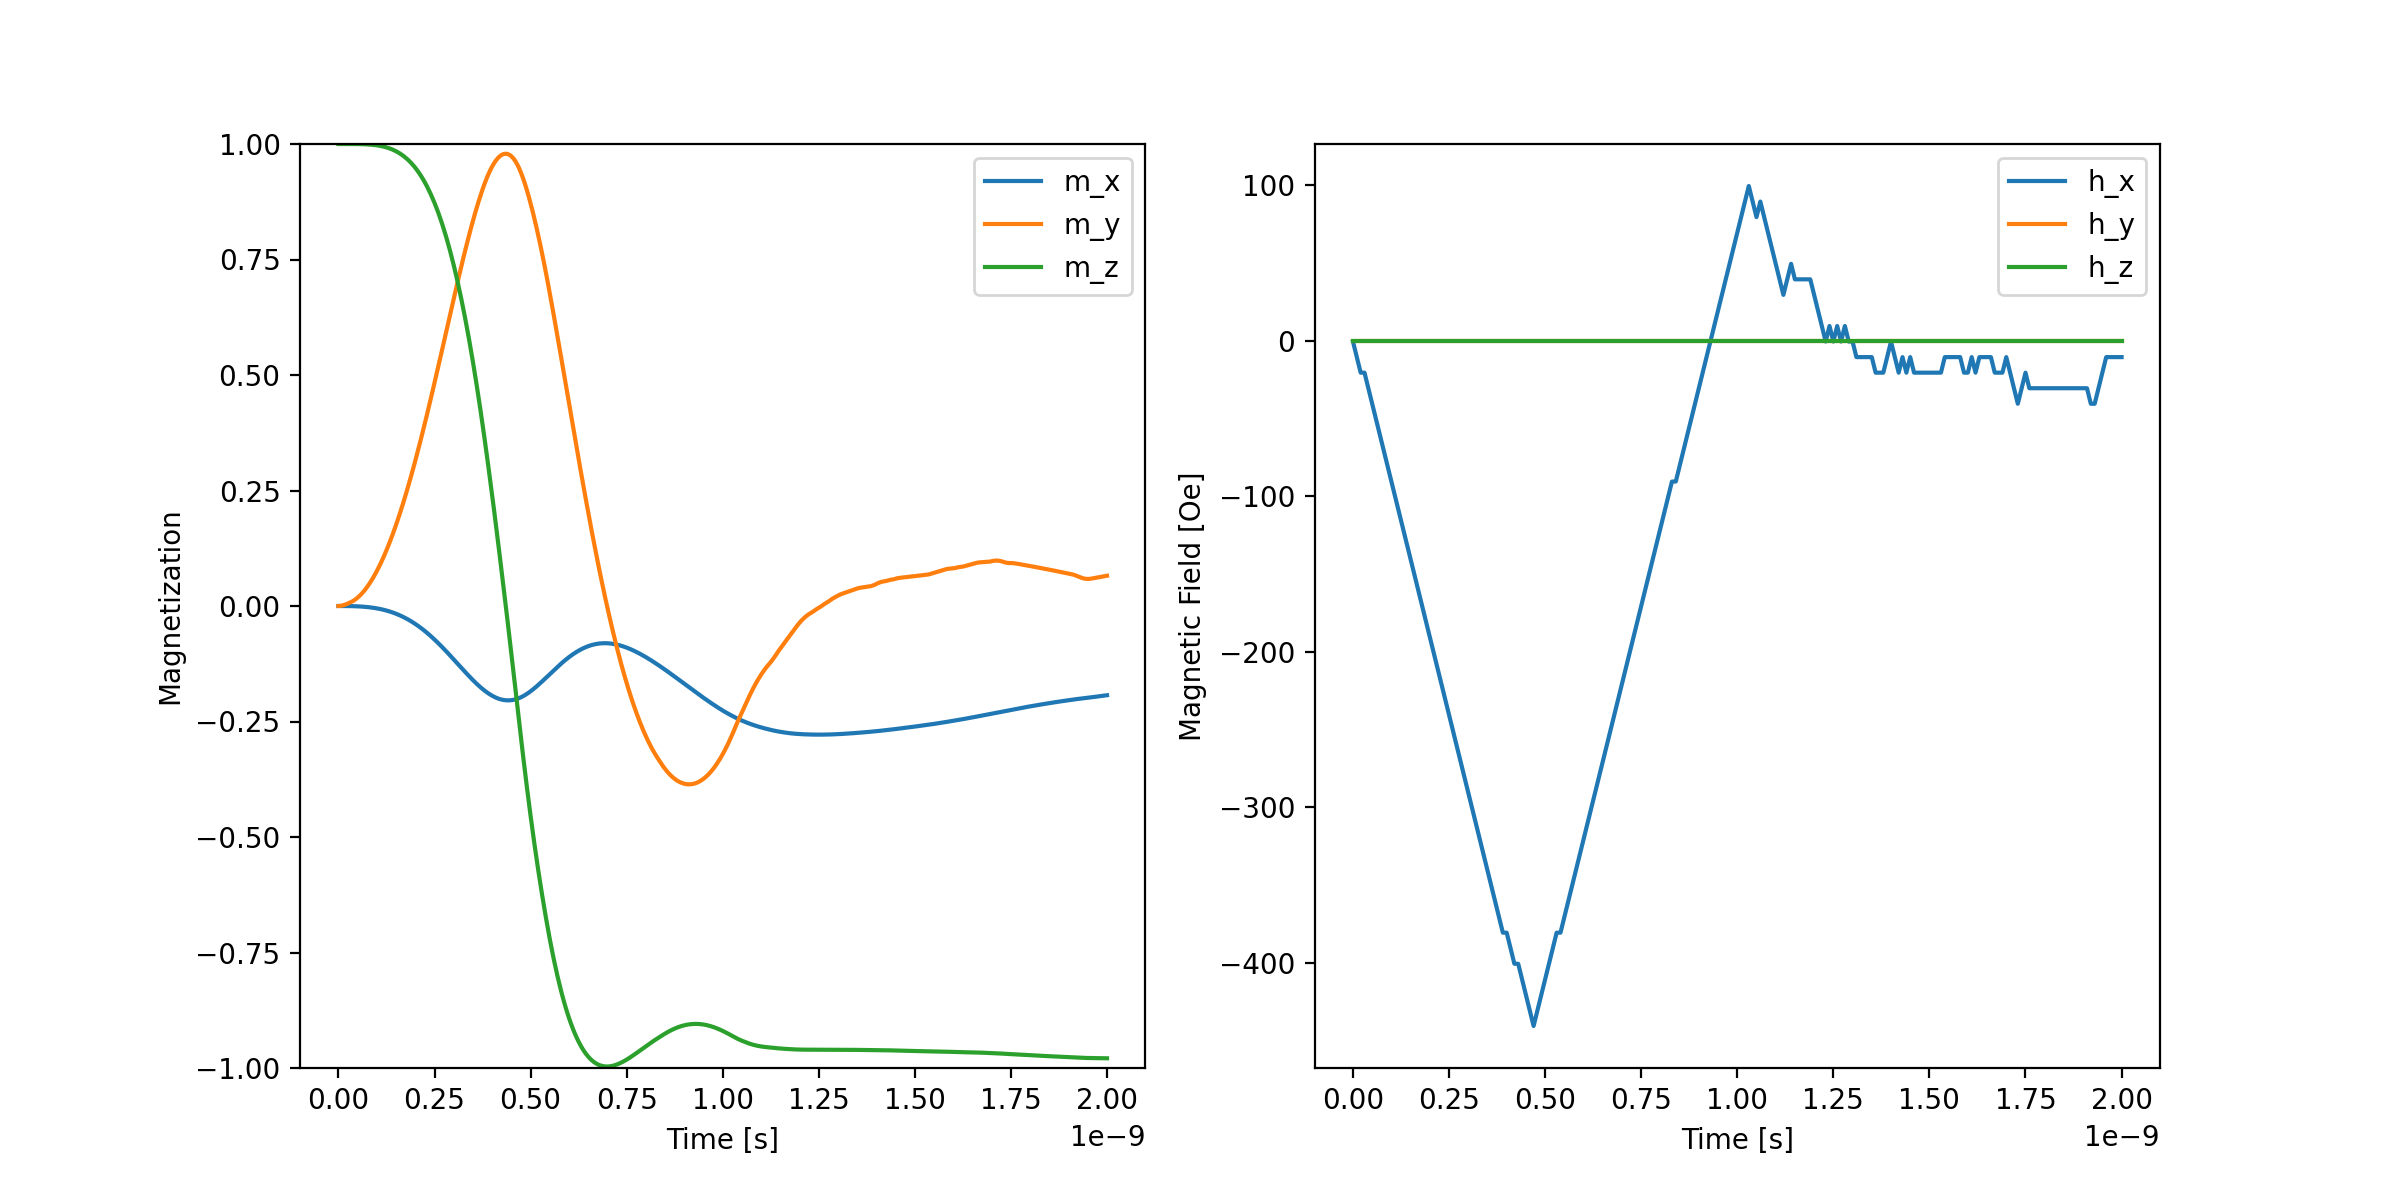 1.00
0.75
0.50
0.25
0.00
−0.25
−0.50
−0.75
−1.00
Magnetization
m_x
m_y
m_z
0.00 0.25 0.50 0.75 1.00 1.25 1.50 1.75 2.00
Time [s]
1e−9
100
0
−100
−200
−300
−400
Magnetic Field [Oe]
h_x
h_y
h_z
0.00 0.25 0.50 0.75 1.00 1.25 1.50 1.75 2.00
Time [s]
1e−9